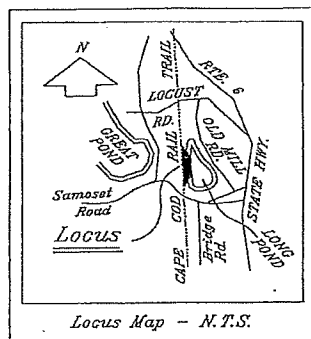 N
TRAIL
RTE. 6
LOCUST
RD.
GREAT
POND
RAIL
OLD MILL
RD.
STATE HWY.
Samoset
Road
Locus
COD
CAPE
Bridge
Rd.
LONG
POND
Locus Map - N.T.S.